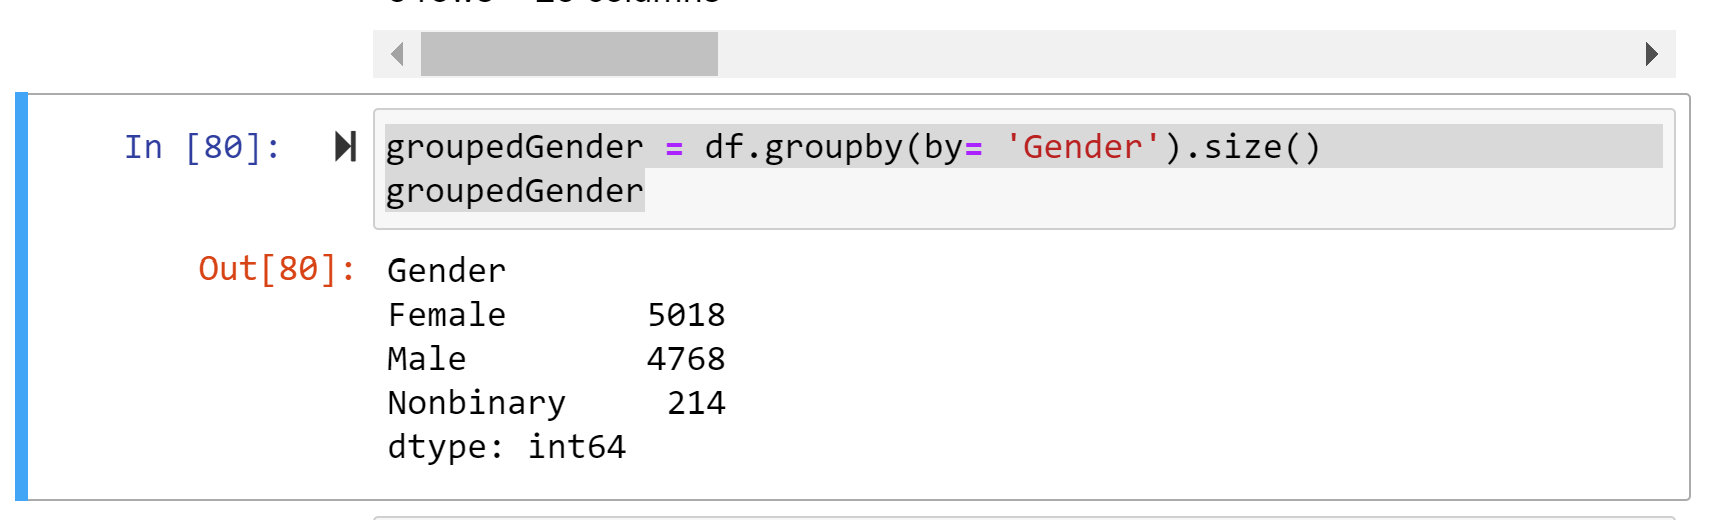 In [80]:
groupedGender = df.groupby(by= 'Gender').size()
groupedGender
Out[80]:
Gender
Female 5018
Male 4768
Nonbinary 214
dtype: int64